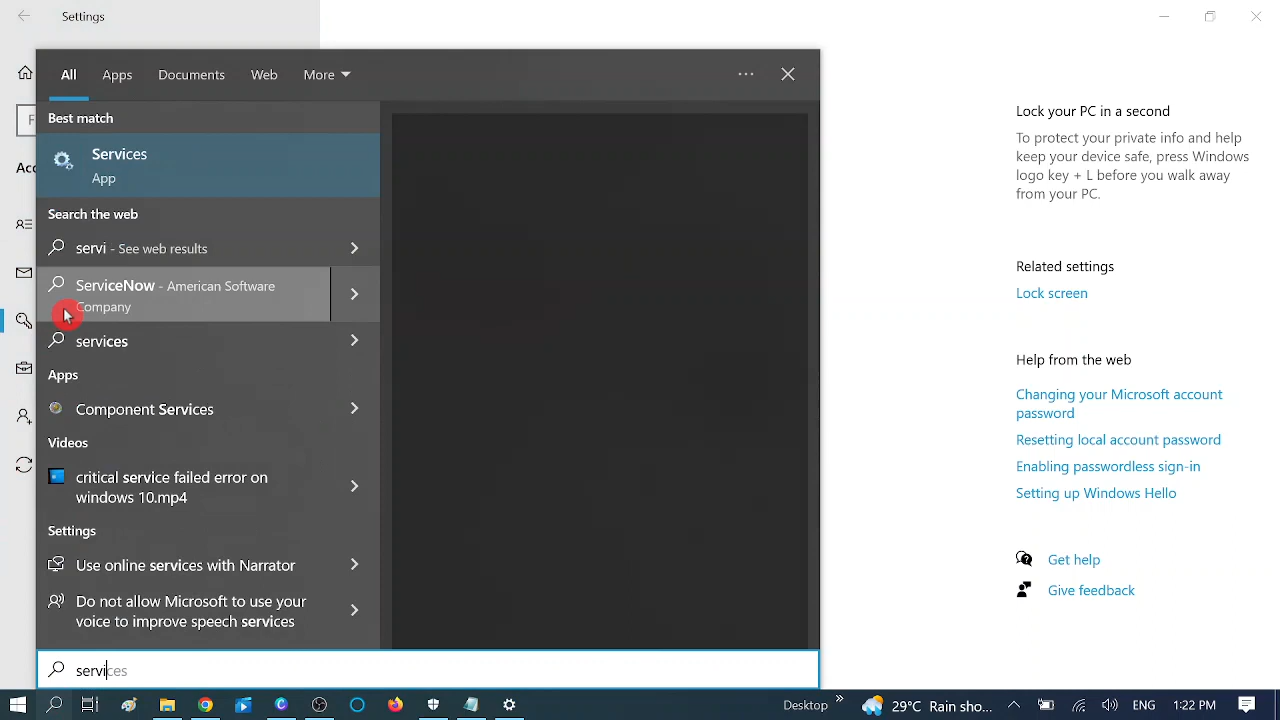 Settings
All
Apps
Documents
Web
More
Best match
Services
App
Search the web
servi - See web results
ServiceNow - American Software
Company
services
Apps
Component Services
Videos
critical service failed error on
windows 10.mp4
Settings
Use online services with Narrator
Do not allow Microsoft to use your
voice to improve speech services
services
F
Acc
Lock your PC in a second
To protect your private info and help
keep your device safe, press Windows
logo key + L before you walk away
from your PC.
Related settings
Lock screen
Help from the web
Changing your Microsoft account
password
Resetting local account password
Enabling passwordless sign-in
Setting up Windows Hello
Get help
Give feedback
Desktop
29°C Rain sho...
ENG
1:22 PM